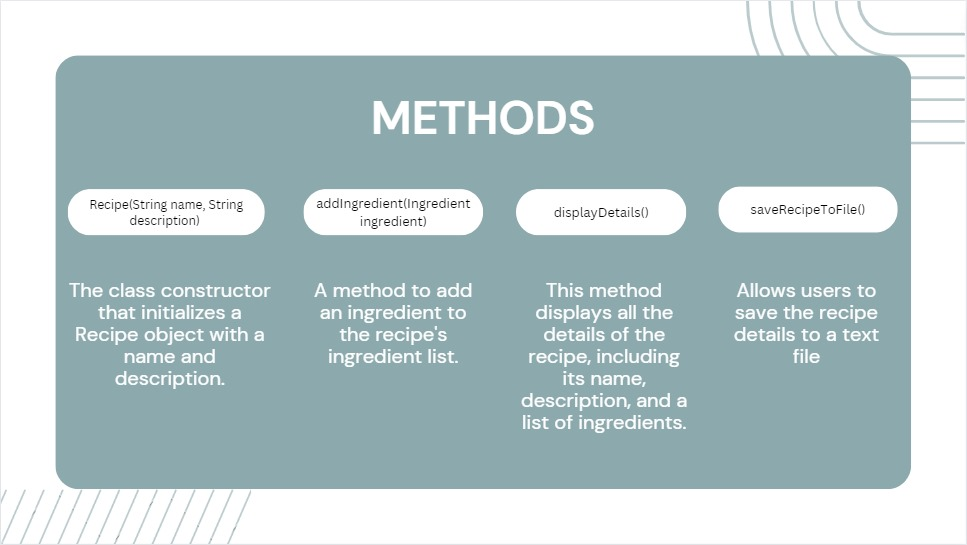 METHODS
Recipe(String name, String
description)
The class constructor
that initializes a
Recipe object with a
name and
description.
addIngredient(Ingredient
ingredient)
A method to add
an ingredient to
the recipe's
ingredient list.
displayDetails()
This method
displays all the
details of the
recipe, including
its name,
description, and a
list of ingredients.
saveRecipeToFile()
Allows users to
save the recipe
details to a text
file